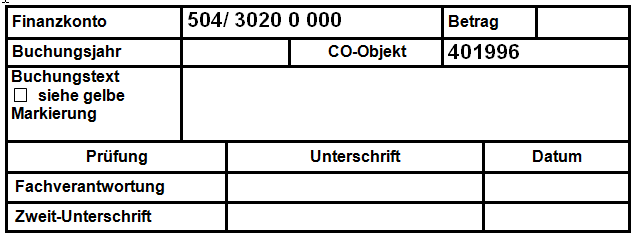 Finanzkonto 504/ 3020 0 000 Betrag
Buchungsjahr CO-Objekt 401996
Buchungstext
☐ siehe gelbe
Markierung
Prüfung Unterschrift Datum
Fachverantwortung
Zweit-Unterschrift